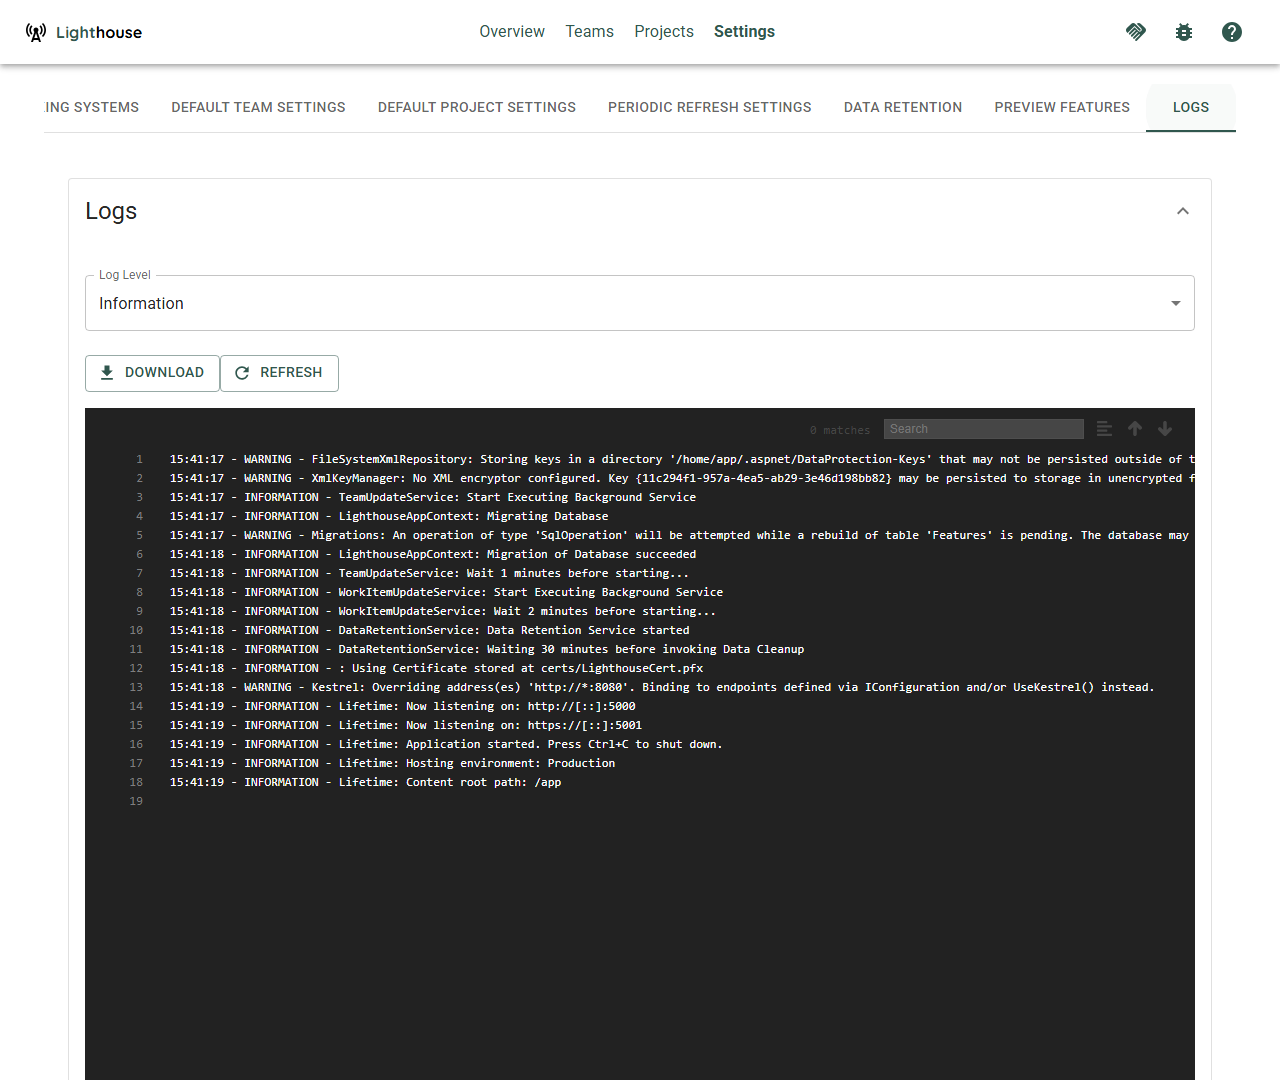 Lighthouse
Overview Teams Projects Settings
ING SYSTEMS DEFAULT TEAM SETTINGS DEFAULT PROJECT SETTINGS PERIODIC REFRESH SETTINGS DATA RETENTION PREVIEW FEATURES LOGS
Logs
Log Level
Information
DOWNLOAD REFRESH
0 matches Search
1 15:41:17 - WARNING - FileSystemXmlRepository: Storing keys in a directory '/home/app/.aspnet/DataProtection-Keys' that may not be persisted outside of t
2 15:41:17 - WARNING - XmlKeyManager: No XML encryptor configured. Key {11c294f1-957a-4ea5-ab29-3e46d198bb82} may be persisted to storage in unencrypted f
3 15:41:17 - INFORMATION - TeamUpdateService: Start Executing Background Service
4 15:41:17 - INFORMATION - LighthouseAppContext: Migrating Database
5 15:41:17 - WARNING - Migrations: An operation of type 'SqlOperation' will be attempted while a rebuild of table 'Features' is pending. The database may
6 15:41:18 - INFORMATION - LighthouseAppContext: Migration of Database succeeded
7 15:41:18 - INFORMATION - TeamUpdateService: Wait 1 minutes before starting...
8 15:41:18 - INFORMATION - WorkItemUpdateService: Start Executing Background Service
9 15:41:18 - INFORMATION - WorkItemUpdateService: Wait 2 minutes before starting...
10 15:41:18 - INFORMATION - DataRetentionService: Data Retention Service started
11 15:41:18 - INFORMATION - DataRetentionService: Waiting 30 minutes before invoking Data Cleanup
12 15:41:18 - INFORMATION - : Using Certificate stored at certs/LighthouseCert.pfx
13 15:41:18 - WARNING - Kestrel: Overriding address(es) 'http://*:8080'. Binding to endpoints defined via IConfiguration and/or UseKestrel() instead.
14 15:41:19 - INFORMATION - Lifetime: Now listening on: http://[::]:5000
15 15:41:19 - INFORMATION - Lifetime: Now listening on: https://[::]:5001
16 15:41:19 - INFORMATION - Lifetime: Application started. Press Ctrl+C to shut down.
17 15:41:19 - INFORMATION - Lifetime: Hosting environment: Production
18 15:41:19 - INFORMATION - Lifetime: Content root path: /app
19